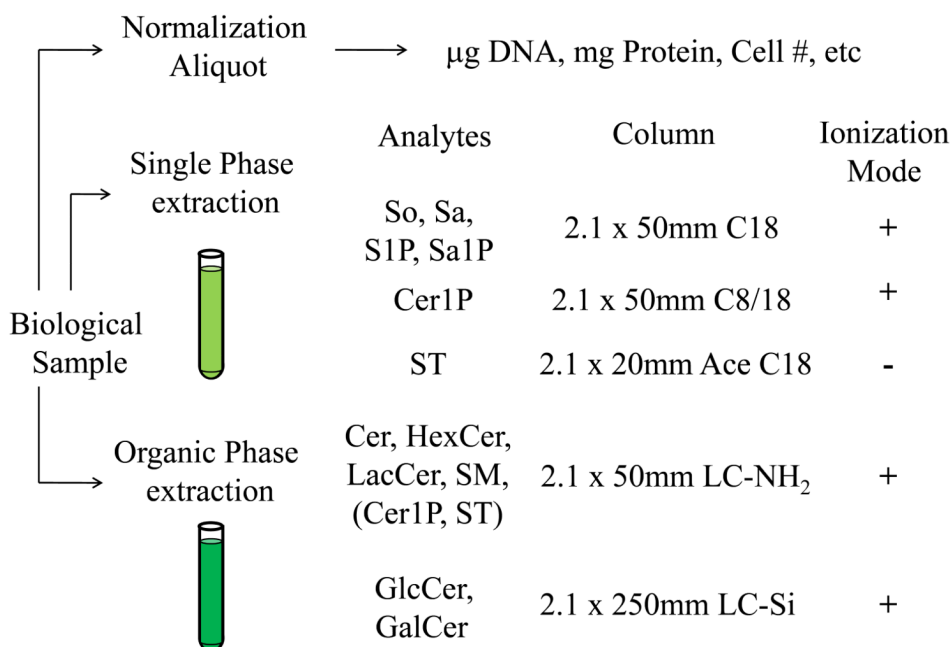 Normalization
Aliquot
μg DNA, mg Protein, Cell #, etc
Analytes
Column
Ionization
Mode
Single Phase
extraction
So, Sa,
S1P, Sa1P
2.1 x 50mm C18
+
Cer1P
2.1 x 50mm C8/18
+
Biological
Sample
ST
2.1 x 20mm Ace C18
-
Organic Phase
extraction
Cer, HexCer,
LacCer, SM,
(Cer1P, ST)
2.1 x 50mm LC-NH₂
+
GlcCer,
GalCer
2.1 x 250mm LC-Si
+